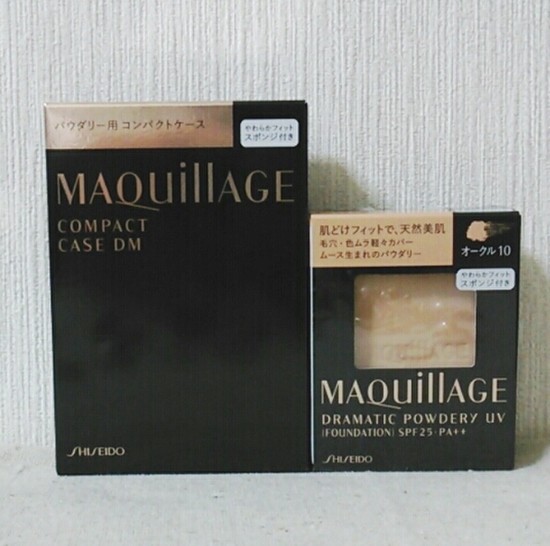 パウダリー用 コンパクトケース
やわらかフィット
スポンジ付き
MAQuillAGE
COMPACT
CASE DM
SHISEIDO
肌どけフィットで、天然美肌
毛穴・色ムラ軽々カバー
ムース生まれのパウダリー
オークル10
やわらかフィット
スポンジ付き
MAQuillAGE
DRAMATIC POWDERY UV
(FOUNDATION) SPF25・PA++
SHISEIDO